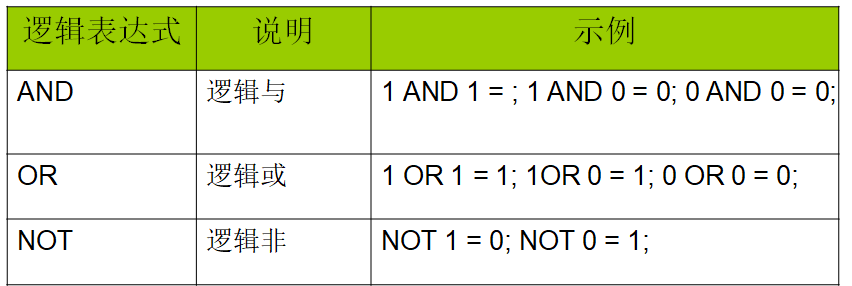 逻辑表达式 说明 示例
AND 逻辑与 1 AND 1 = ; 1 AND 0 = 0; 0 AND 0 = 0;
OR 逻辑或 1 OR 1 = 1; 1OR 0 = 1; 0 OR 0 = 0;
NOT 逻辑非 NOT 1 = 0; NOT 0 = 1;